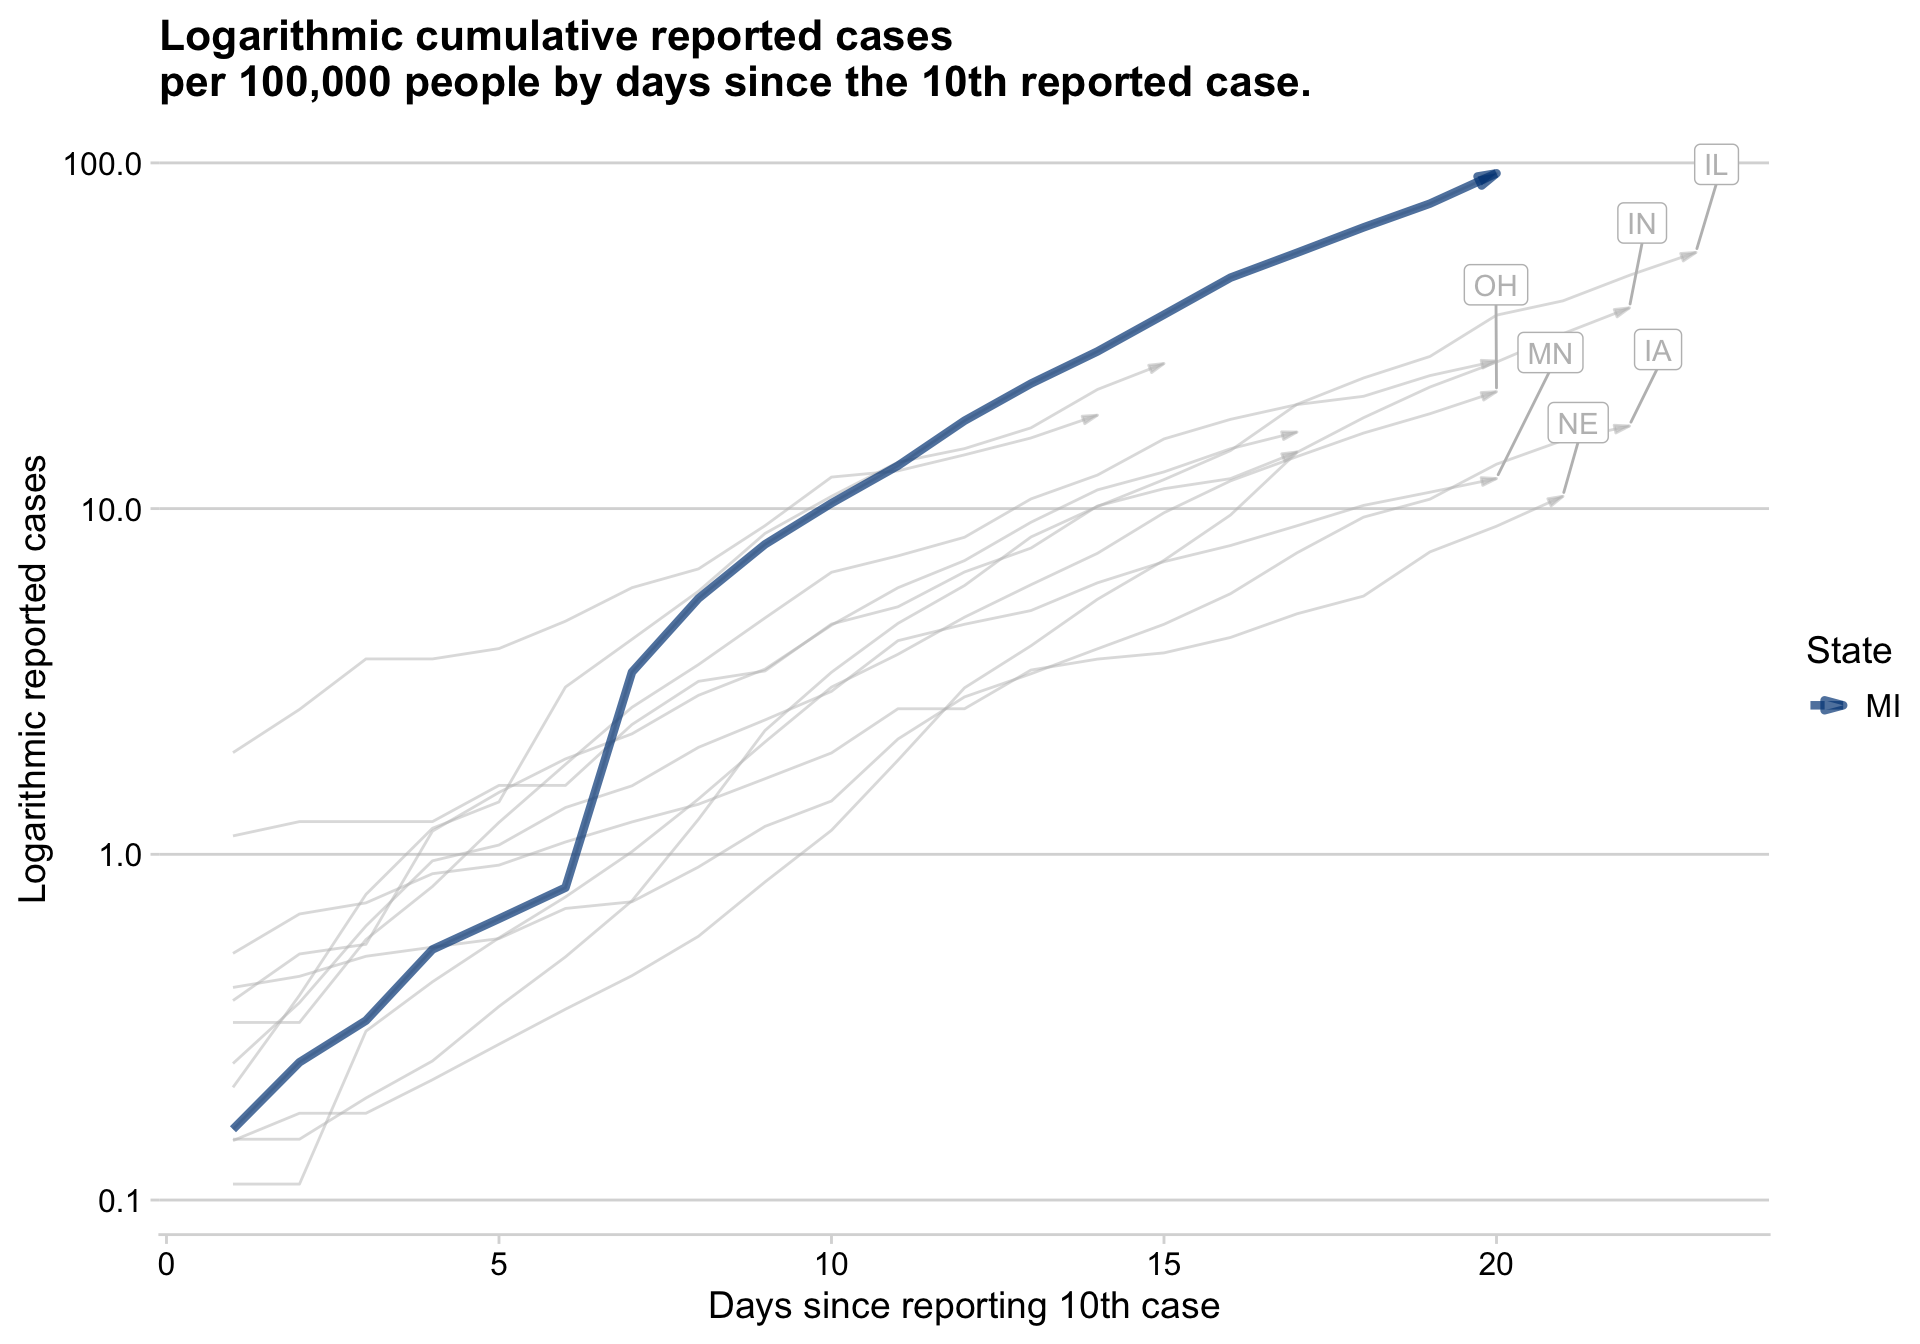 Logarithmic cumulative reported cases
per 100,000 people by days since the 10th reported case.
100.0
10.0
1.0
0.1
Logarithmic reported cases
IL
IN
OH
MN
IA
NE
State
MI
0
5
10
15
20
Days since reporting 10th case